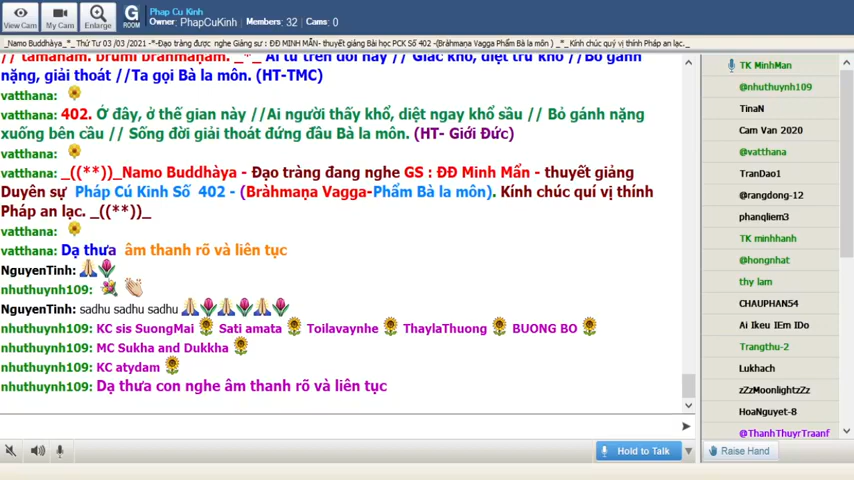 Phap Cu Kinh
Owner: PhapCuKinh Members: 32 Cams: 0
View Cam
My Cam
Enlarge
G
ROOM
_Namo Buddhàya_*_ Thứ Tư 03 /03 /2021 -*-Đạo tràng được nghe Giảng sư : ĐĐ MINH MẪN- thuyết giảng Bài học PCK Số 402 -(Bràhmaṇa Vagga Phẩm Bà la môn ) _*_ Kính chúc quý vị thính Pháp an lạc._
// tamahaṃ. brūmi brāhmaṇaṃ. _*_ Ai tu trên đời này // Giác khổ, diệt trừ khổ //Bỏ gánh
nặng, giải thoát //Ta gọi Bà la môn. (HT-TMC)
vatthana:
402. Ở đây, ở thế gian này //Ai người thấy khổ, diệt ngay khổ sầu // Bỏ gánh nặng
xuống bên cầu // Sống đời giải thoát đứng đầu Bà la môn. (HT- Giới Đức)
vatthana:
_((**))_Namo Buddhàya - Đạo tràng đang nghe GS : ĐĐ Minh Mẩn - thuyết giảng
Duyên sự Pháp Cú Kinh Số 402 - (Bràhmaṇa Vagga-Phẩm Bà la môn). Kính chúc quí vị thính
Pháp an lạc. _((**))_
vatthana:
vatthana: Dạ thưa âm thanh rõ và liên tục
NguyenTinh:
nhuthuynh109:
NguyenTinh: sadhu sadhu sadhu
nhuthuynh109: KC sis SuongMai Sati amata Toilavaynhe ThaylaThuong BUONG BO
nhuthuynh109: MC Sukha and Dukkha
nhuthuynh109: KC atydam
nhuthuynh109: Dạ thưa con nghe âm thanh rõ và liên tục
Hold to Talk
TK MinhMan
@nhuthuynh109
TinaN
Cam Van 2020
@vatthana
TranDao1
@rangdong-12
phanqliem3
TK minhhanh
@hongnhat
thy lam
CHAUPHAN54
Ai Ikeu IEm IDo
Trangthu-2
Lukhach
zZzMoonlightzZz
HoaNguyet-8
@ThanhThuyrTraanf
Raise Hand